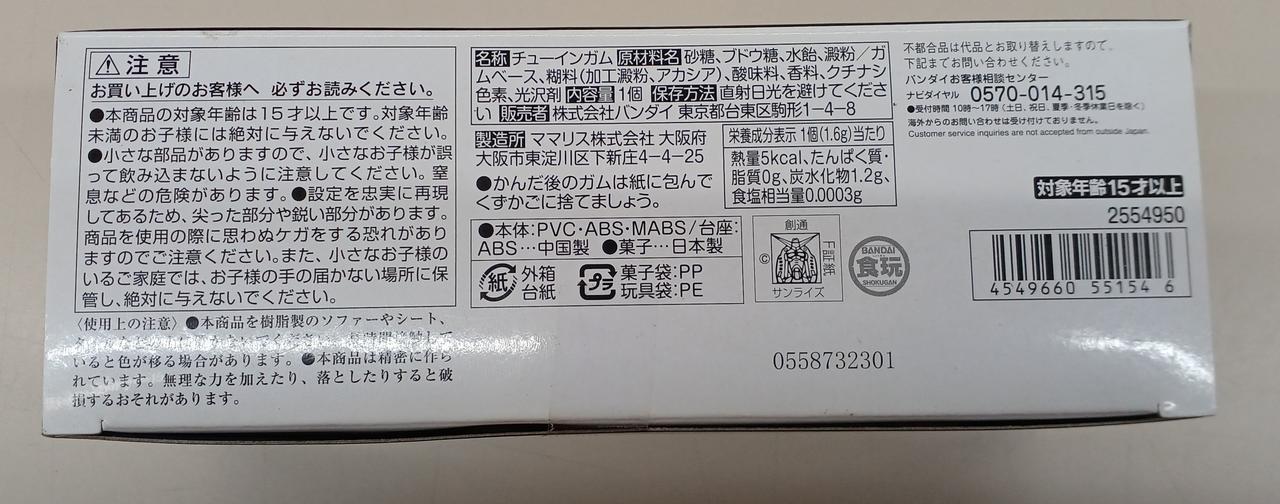 ⚠注意
お買い上げのお客様へ 必ずお読みください。
●本商品の対象年齢は15才以上です。対象年齢
未満のお子様には絶対に与えないでください。
●小さな部品がありますので、小さなお子様が誤
って飲み込まないように注意してください。窒
息などの危険があります。●設定を忠実に再現
してあるため、尖った部分や鋭い部分があります。
商品を使用の際に思わぬケガをする恐れがあり
ますのでご注意ください。また、小さなお子様の
いるご家庭では、お子様の手の届かない場所に保
管し、絶対に与えないでください。
〈使用上の注意〉●本商品を樹脂製のソファーやシート、
いると色が移る場合があります。●本商品は精密に作ら
れています。無理な力を加えたり、落としたりすると破
損するおそれがあります。
名称 チューインガム 原材料名 砂糖、ブドウ糖、水飴、澱粉／ガ
ムベース、糊料(加工澱粉、アカシア)、酸味料、香料、クチナシ
色素、光沢剤 内容量 1個 保存方法 直射日光を避けてくださ
い 販売者 株式会社バンダイ 東京都台東区駒形1-4-8
製造所 ママリス株式会社 大阪府
大阪市東淀川区下新庄4-4-25
●かんだ後のガムは紙に包んで
くずかごに捨てましょう。
栄養成分表示 1個(1.6g)当たり
熱量5kcal、たんぱく質・
脂質0g、炭水化物1.2g、
食塩相当量0.0003g
●本体:PVC・ABS・MABS/台座:
ABS…中国製 ●菓子…日本製
紙 外箱
台紙
プラ 菓子袋:PP
玩具袋:PE
創通
©
F証紙
サンライズ
BANDAI
食玩
SHOKUGAN
0558732301
不都合品は代品とお取り替えしますので、
下記までお問い合わせください。
バンダイお客様相談センター
ナビダイヤル 0570-014-315
●受付時間 10時～17時(土、日、祝日、夏季・冬季休業日を除く)
海外からのお問い合わせは受け付けておりません。
Customer service inquiries are not accepted from outside Japan.
対象年齢15才以上
2554950
4549660 55154 6